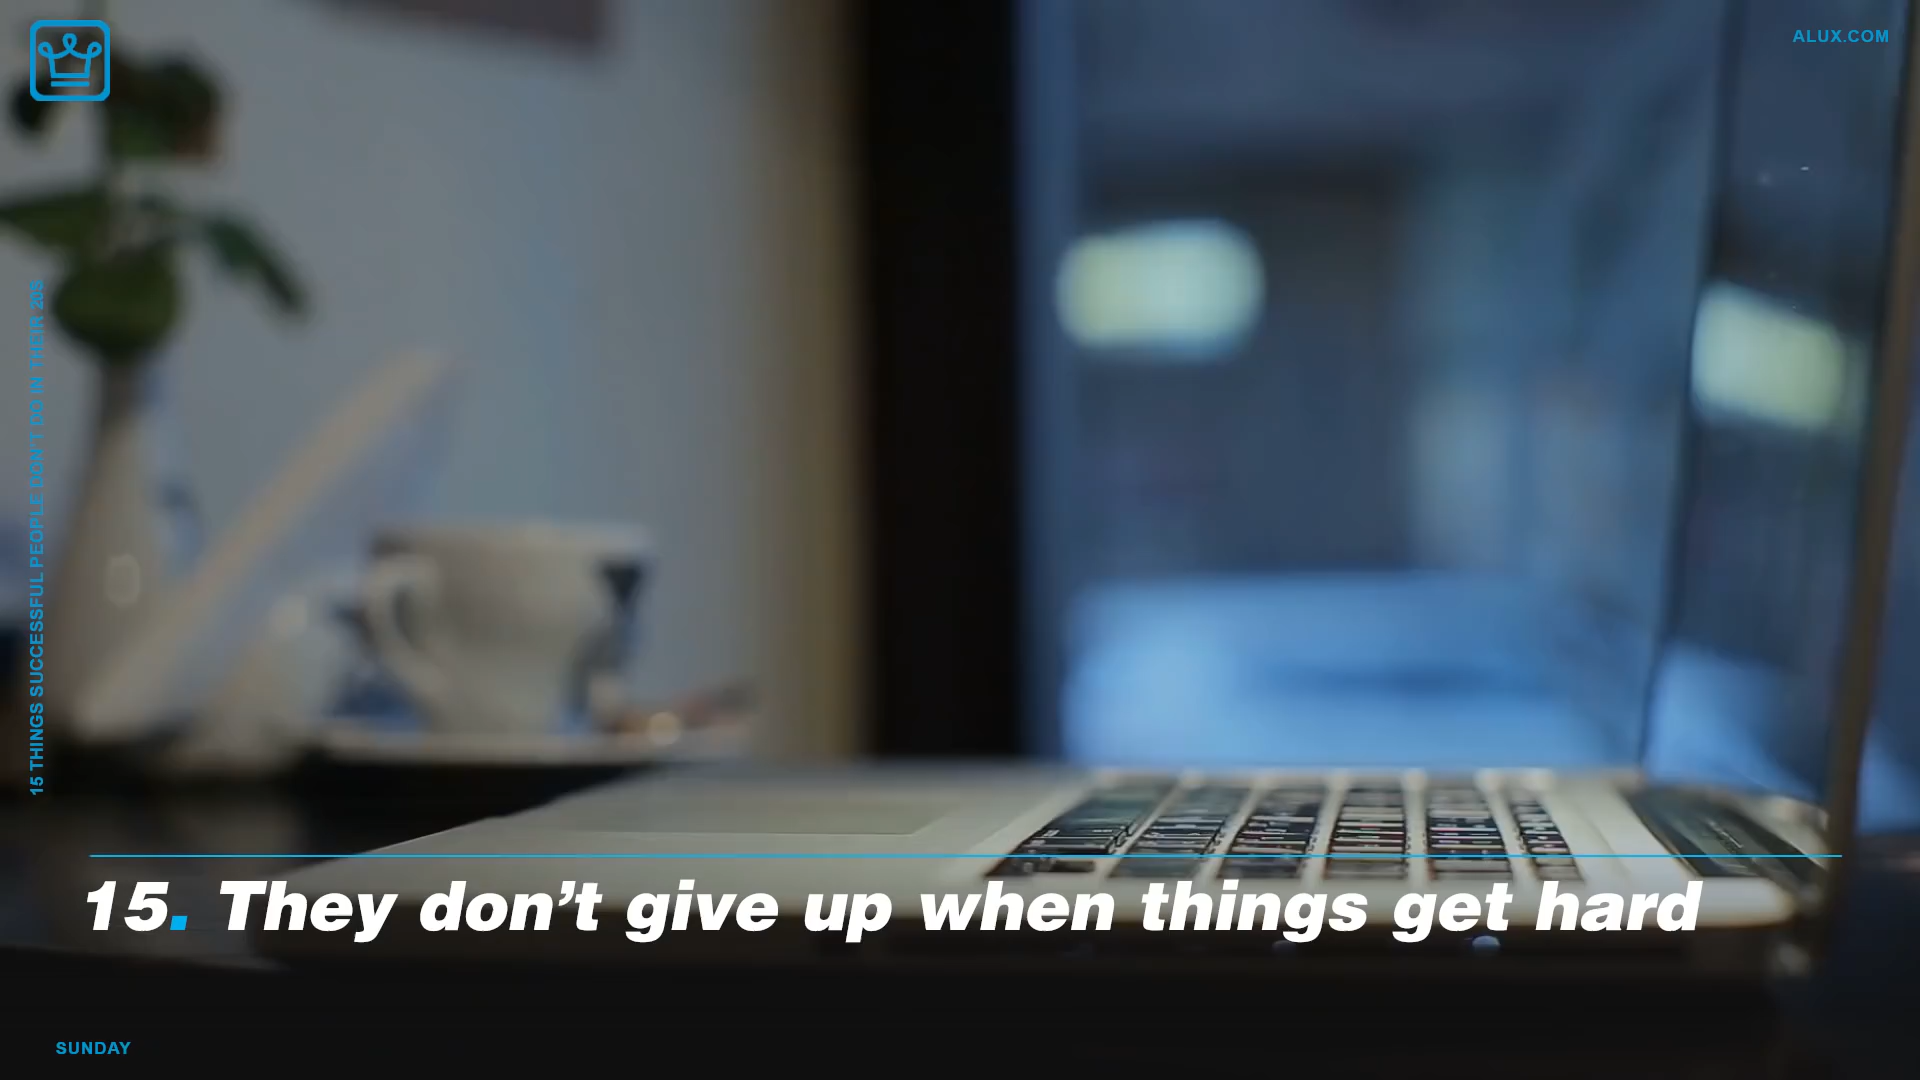 ALUX.COM
15 THINGS SUCCESSFUL PEOPLE DON'T DO IN THEIR 20S
15. They don’t give up when things get hard
SUNDAY